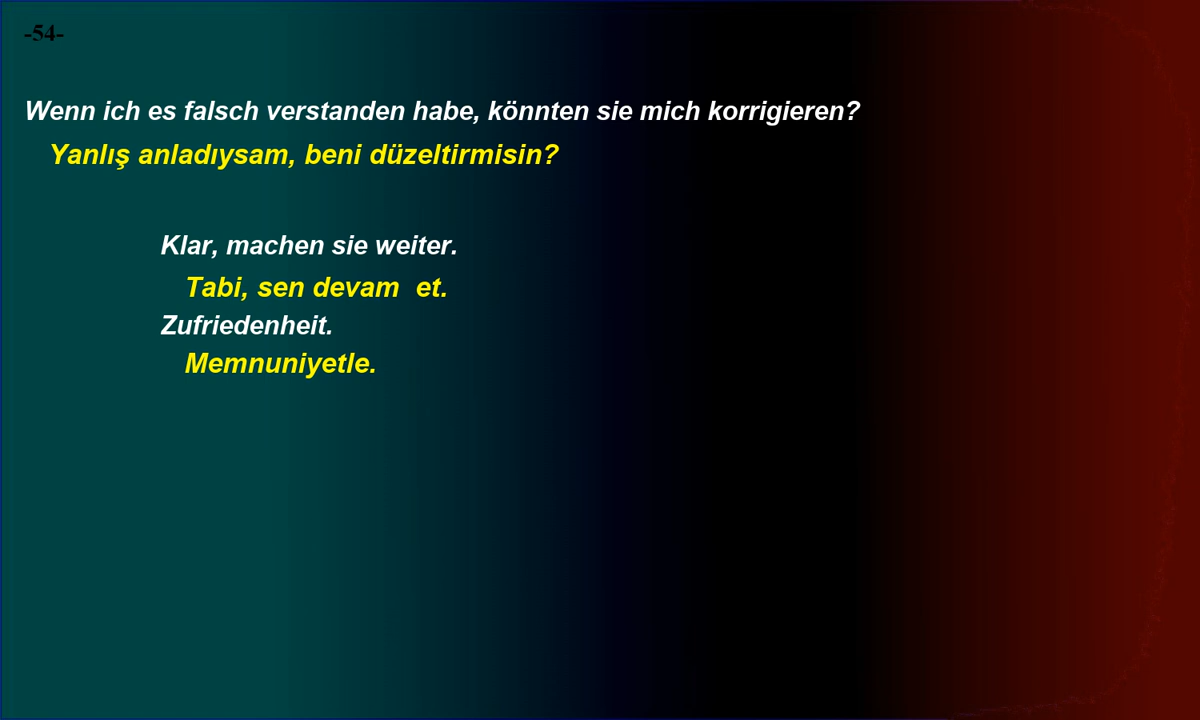 -54-
Wenn ich es falsch verstanden habe, könnten sie mich korrigieren?
Yanlış anladıysam, beni düzeltirmisin?
Klar, machen sie weiter.
Tabi, sen devam  et.
Zufriedenheit.
Memnuniyetle.